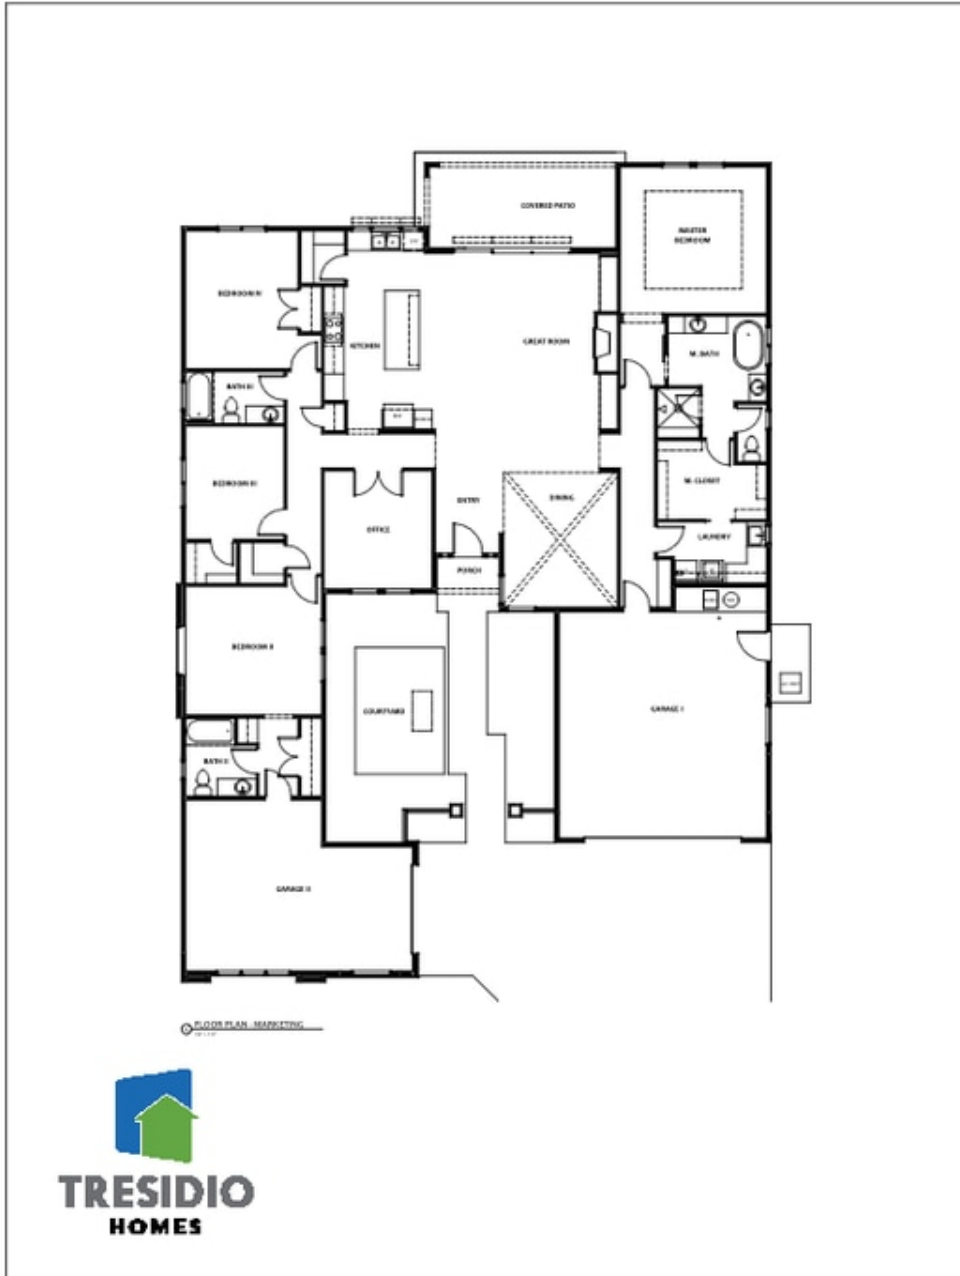 COVERED PATIO
MASTER
BEDROOM
BEDROOM IV
KITCHEN
GREAT ROOM
M. BATH
BATH III
BEDROOM III
M. CLOSET
ENTRY
DINING
OFFICE
LAUNDRY
PORCH
BEDROOM II
COURTYARD
GARAGE I
BATH II
GARAGE II
FLOOR PLAN - MARKETING
TRESIDIO
HOMES